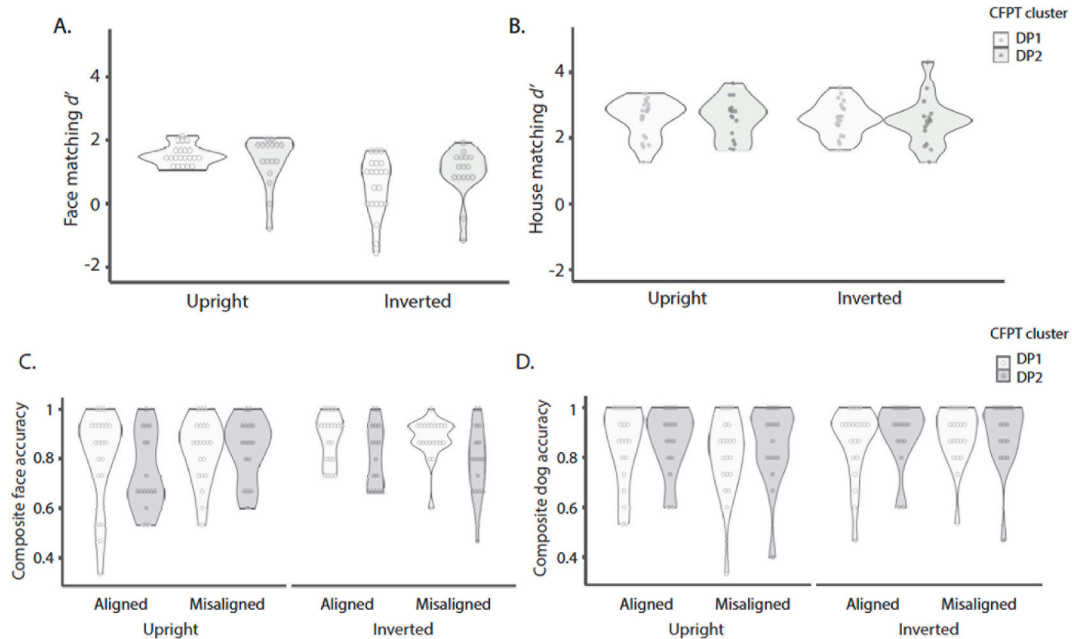 A.
Face matching d'
4
2
0
-2
Upright
Inverted
B.
CFPT cluster
DP1
DP2
House matching d'
4
2
0
-2
Upright
Inverted
C.
Composite face accuracy
1
0.8
0.6
0.4
Aligned
Misaligned
Aligned
Misaligned
Upright
Inverted
D.
CFPT cluster
DP1
DP2
Composite dog accuracy
1
0.8
0.6
0.4
Aligned
Misaligned
Aligned
Misaligned
Upright
Inverted